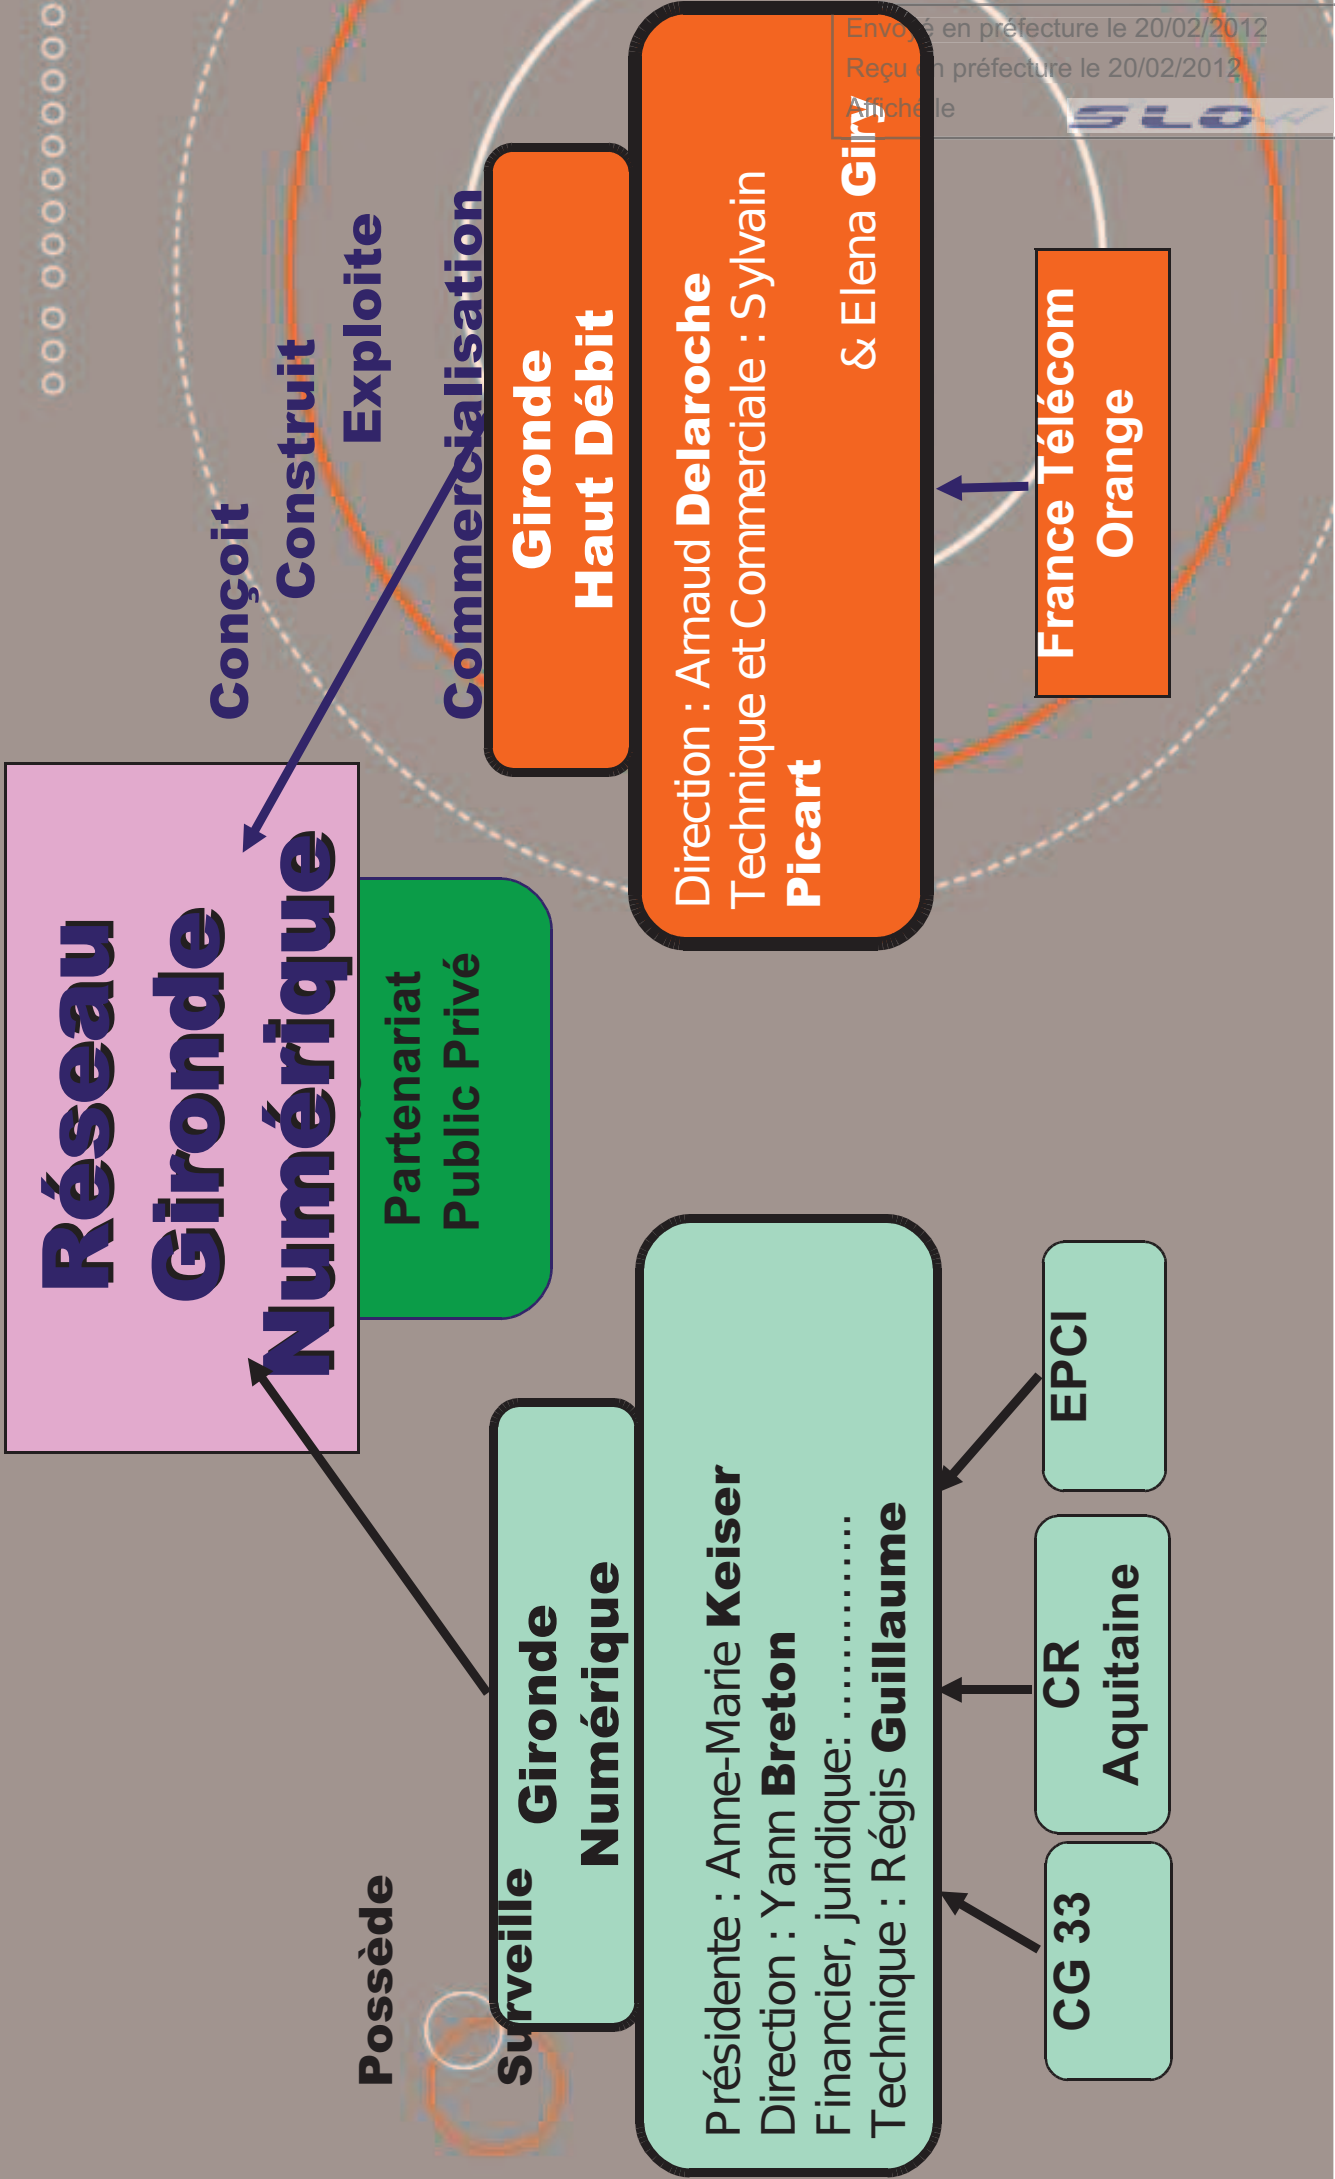 Réseau
Gironde
Numérique
Partenariat
Public Privé
Possède
Surveille
Gironde
Numérique
Présidente : Anne-Marie Keiser
Direction : Yann Breton
Financier, juridique: ................
Technique : Régis Guillaume
CG 33
CR
Aquitaine
EPCI
Conçoit
Construit
Exploite
Commercialisation
Gironde
Haut Débit
Direction : Arnaud Delaroche
Technique et Commerciale : Sylvain
Picart
& Elena Giry
France Télécom
Orange
Envoyé en préfecture le 20/02/2012
Reçu en préfecture le 20/02/2012
Affiché le
SLOW